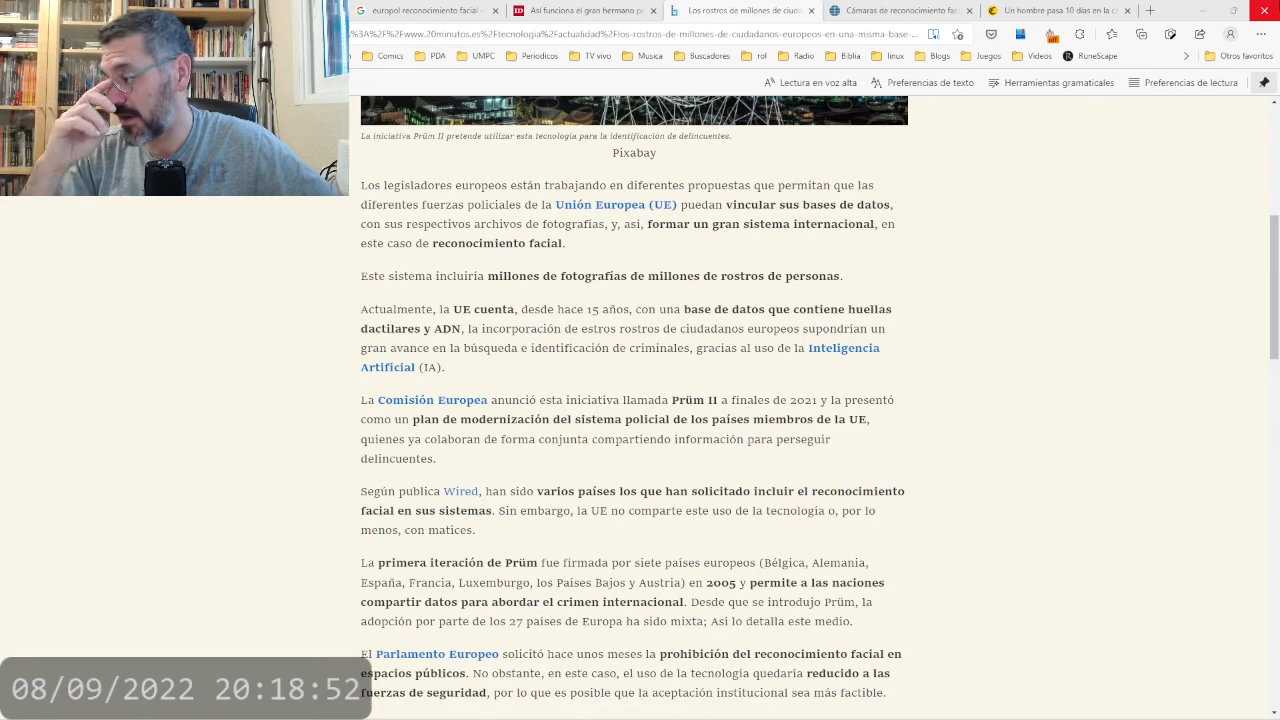 europol reconocimiento facial -
Así funciona el gran hermano po
Los rostros de millones de ciuda
Cámaras de reconocimiento fac
Un hombre pasa 10 días en la c
%3A%2F%2Fwww.20minutos.es%2Ftecnologia%2Factualidad%2Flos-rostros-de-millones-de-ciudadanos-europeos-en-una-misma-base-...
off
Comics
PDA
UMPC
Periodicos
TV vivo
Musica
Buscadores
rol
Radio
Videos
linux
Blogs
Juegos
Videos
RuneScape
Otros favoritos
Lectura en voz alta
Preferencias de texto
Herramientas gramaticales
Preferencias de lectura
La iniciativa Prüm II pretende utilizar esta tecnología para la identificación de delincuentes.
Pixabay
Los legisladores europeos están trabajando en diferentes propuestas que permitan que las
diferentes fuerzas policiales de la Unión Europea (UE) puedan vincular sus bases de datos,
con sus respectivos archivos de fotografías, y, así, formar un gran sistema internacional, en
este caso de reconocimiento facial.
Este sistema incluiría millones de fotografías de millones de rostros de personas.
Actualmente, la UE cuenta, desde hace 15 años, con una base de datos que contiene huellas
dactilares y ADN, la incorporación de estros rostros de ciudadanos europeos supondrían un
gran avance en la búsqueda e identificación de criminales, gracias al uso de la Inteligencia
Artificial (IA).
La Comisión Europea anunció esta iniciativa llamada Prüm II a finales de 2021 y la presentó
como un plan de modernización del sistema policial de los países miembros de la UE,
quienes ya colaboran de forma conjunta compartiendo información para perseguir
delincuentes.
Según publica Wired, han sido varios países los que han solicitado incluir el reconocimiento
facial en sus sistemas. Sin embargo, la UE no comparte este uso de la tecnología o, por lo
menos, con matices.
La primera iteración de Prüm fue firmada por siete países europeos (Bélgica, Alemania,
España, Francia, Luxemburgo, los Países Bajos y Austria) en 2005 y permite a las naciones
compartir datos para abordar el crimen internacional. Desde que se introdujo Prüm, la
adopción por parte de los 27 países de Europa ha sido mixta; Así lo detalla este medio.
El Parlamento Europeo solicitó hace unos meses la prohibición del reconocimiento facial en
espacios públicos. No obstante, en este caso, el uso de la tecnología quedaría reducido a las
fuerzas de seguridad, por lo que es posible que la aceptación institucional sea más factible.
08/09/2022 20:18:52